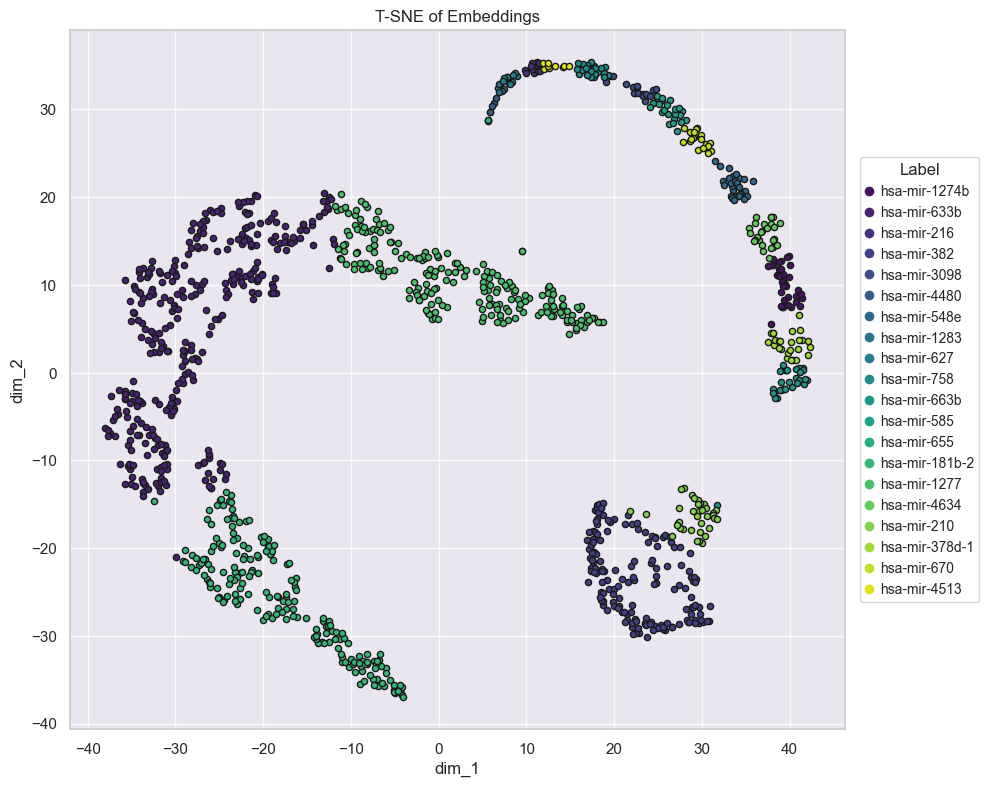 T-SNE of Embeddings
dim_2
30
20
10
0
−10
−20
−30
−40
−40
−30
−20
−10
0
10
20
30
40
dim_1
Label
hsa-mir-1274b
hsa-mir-633b
hsa-mir-216
hsa-mir-382
hsa-mir-3098
hsa-mir-4480
hsa-mir-548e
hsa-mir-1283
hsa-mir-627
hsa-mir-758
hsa-mir-663b
hsa-mir-585
hsa-mir-655
hsa-mir-181b-2
hsa-mir-1277
hsa-mir-4634
hsa-mir-210
hsa-mir-378d-1
hsa-mir-670
hsa-mir-4513